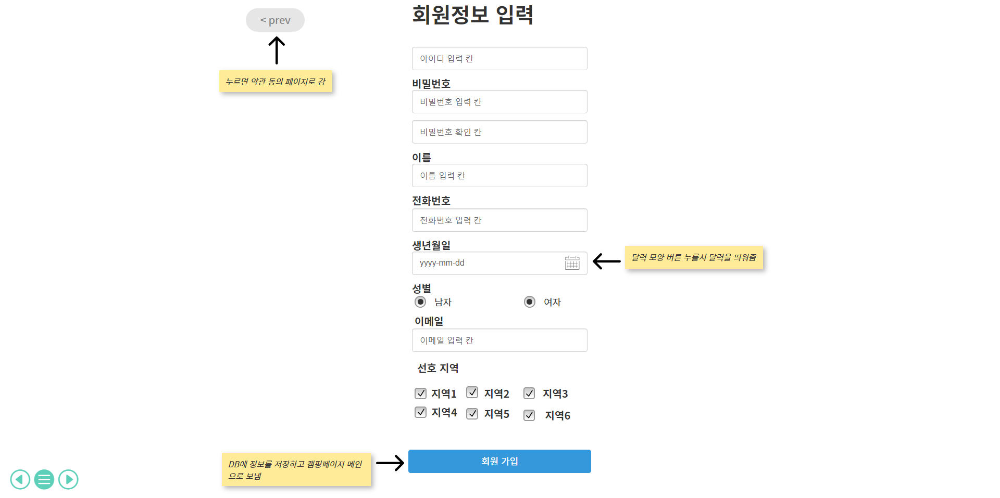 < prev
회원정보 입력
아이디 입력 칸
누르면 약관 동의 페이지로 감
비밀번호
비밀번호 입력 칸
비밀번호 확인 칸
이름
이름 입력 칸
전화번호
전화번호 입력 칸
생년월일
yyyy-mm-dd
달력 모양 버튼 누를시 달력을 띄워줌
성별
남자 여자
이메일
이메일 입력 칸
선호 지역
지역1 지역2 지역3
지역4 지역5 지역6
DB에 정보를 저장하고 캠핑페이지 메인
으로 보냄
회원 가입